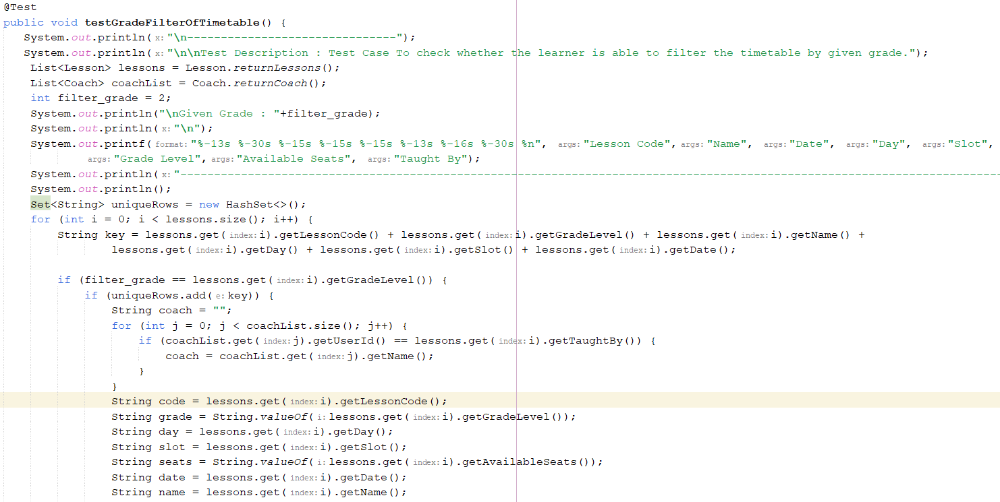 @Test
public void testGradeFilterOfTimetable() {
System.out.println( x: "\n-------------------------------");
System.out.println( x: "\n\nTest Description : Test Case To check whether the learner is able to filter the timetable by given grade.");
List<Lesson> lessons = Lesson.returnLessons();
List<Coach> coachList = Coach.returnCoach();
int filter_grade = 2;
System.out.println("\nGiven Grade : "+filter_grade);
System.out.println( x: "\n");
System.out.printf( format: "%-13s %-30s %-15s %-15s %-15s %-13s %-16s %-30s %n", args: "Lesson Code", args: "Name", args: "Date", args: "Day", args: "Slot",
args: "Grade Level", args: "Available Seats", args: "Taught By");
System.out.println( x: "--------------------------------------------------------------------------------------------------------------------------
System.out.println();
Set<String> uniqueRows = new HashSet<>();
for (int i = 0; i < lessons.size(); i++) {
String key = lessons.get( index: i).getLessonCode() + lessons.get( index: i).getGradeLevel() + lessons.get( index: i).getName() +
lessons.get( index: i).getDay() + lessons.get( index: i).getSlot() + lessons.get( index: i).getDate();
if (filter_grade == lessons.get( index: i).getGradeLevel()) {
if (uniqueRows.add( e: key)) {
String coach = "";
for (int j = 0; j < coachList.size(); j++) {
if (coachList.get( index: j).getUserId() == lessons.get( index: i).getTaughtBy()) {
coach = coachList.get( index: j).getName();
}
}
String code = lessons.get( index: i).getLessonCode();
String grade = String.valueOf( i: lessons.get( index: i).getGradeLevel());
String day = lessons.get( index: i).getDay();
String slot = lessons.get( index: i).getSlot();
String seats = String.valueOf( i: lessons.get( index: i).getAvailableSeats());
String date = lessons.get( index: i).getDate();
String name = lessons.get( index: i).getName();